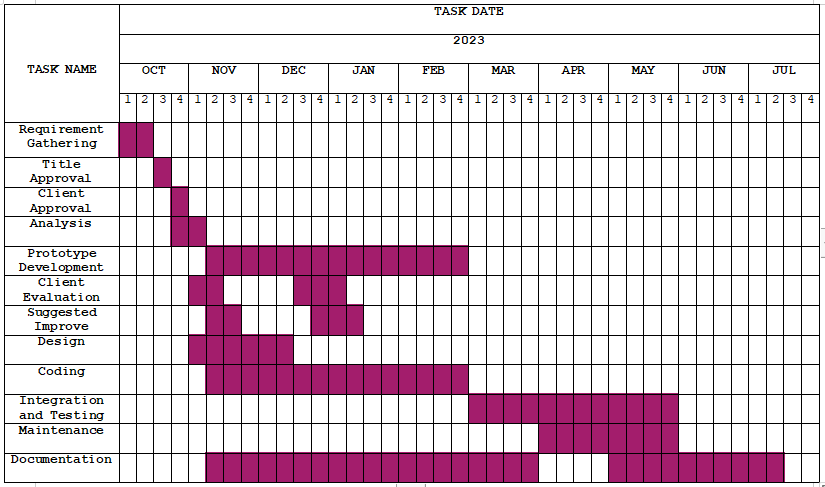 TASK DATE
2023
TASK NAME
OCT NOV DEC JAN FEB MAR APR MAY JUN JUL
1 2 3 4 1 2 3 4 1 2 3 4 1 2 3 4 1 2 3 4 1 2 3 4 1 2 3 4 1 2 3 4 1 2 3 4 1 2 3 4
Requirement
Gathering
Title
Approval
Client
Approval
Analysis
Prototype
Development
Client
Evaluation
Suggested
Improve
Design
Coding
Integration
and Testing
Maintenance
Documentation